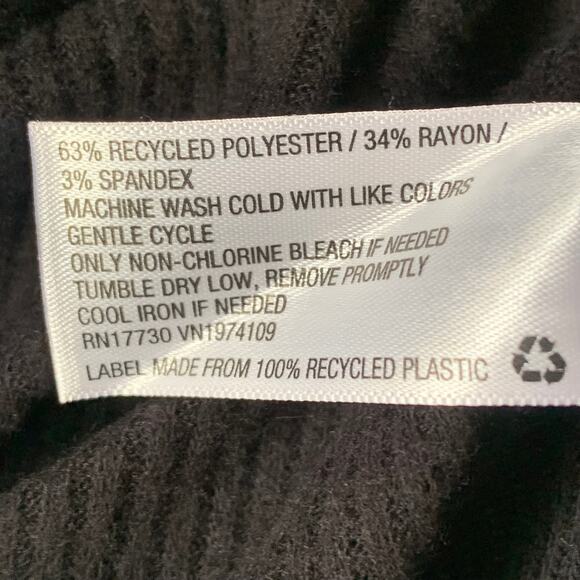 63% RECYCLED POLYESTER / 34% RAYON /
3% SPANDEX
MACHINE WASH COLD WITH LIKE COLORS
GENTLE CYCLE
ONLY NON-CHLORINE BLEACH IF NEEDED
TUMBLE DRY LOW, REMOVE PROMPTLY
COOL IRON IF NEEDED
RN17730 VN1974109
LABEL MADE FROM 100% RECYCLED PLASTIC